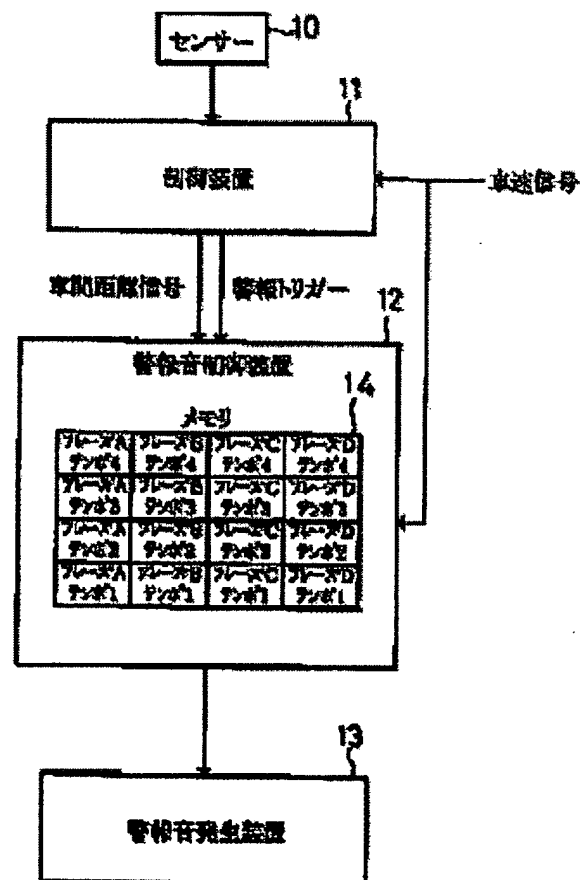 センサー
10
11
制御装置
車速信号
車間距離信号
警報トリガー
12
警報音制御装置
14
メモリ
フレーズA フレーズB フレーズC フレーズD
テンポ4 テンポ4 テンポ4 テンポ4
フレーズA フレーズB フレーズC フレーズD
テンポ3 テンポ3 テンポ3 テンポ3
フレーズA フレーズB フレーズC フレーズD
テンポ2 テンポ2 テンポ2 テンポ2
フレーズA フレーズB フレーズC フレーズD
テンポ1 テンポ1 テンポ1 テンポ1
13
警報音発生装置